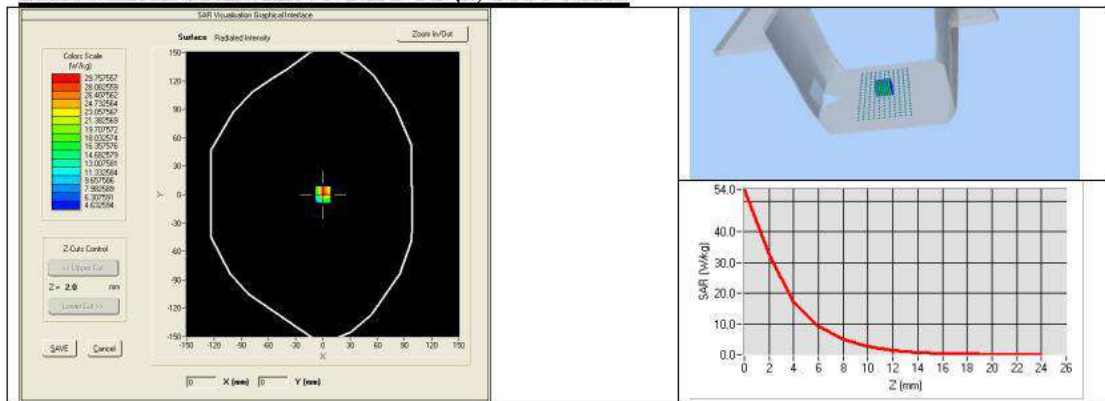 SAR Visualisation Graphical Interface
Surface Radiated Intensity
Zoom In/Out
Colors Scale
(W/kg)
29.757567
28.082559
26.407562
24.732564
23.057567
21.382569
19.707572
18.032574
16.357576
14.682579
13.007581
11.332584
9.657586
7.982589
6.307591
4.632594
150
120
90
60
30
0
-30
-60
-90
-120
-150
Y
-150 -120 -90 -60 -30 0 30 60 90 120 150
X
Z-Cuts Control
<< Upper Cut
Z = 2.0 mm
Lower Cut >>
SAVE Cancel
0 X (mm) 0 Y (mm)
54.0
40.0
30.0
20.0
10.0
0.0
SAR (W/kg)
0 2 4 6 8 10 12 14 16 18 20 22 24 26
Z (mm)